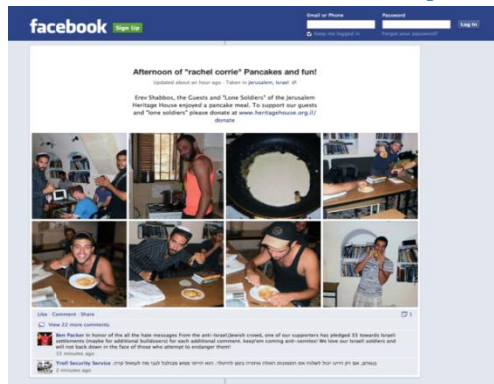 facebook
Sign Up
Email or Phone
Password
Log In
Keep me logged in
Forgot your password?
Afternoon of "rachel corrie" Pancakes and fun!
Updated about an hour ago · Taken in Jerusalem, Israel
Erev Shabbos, the Guests and "Lone Soldiers" of the Jerusalem
Heritage House enjoyed a pancake meal. To support our guests
and "lone soldiers" please donate at www.heritagehouse.org.il/
donate
Like · Comment · Share
View 22 more comments
Ben Packer in honor of the all the hate messages from the anti-Israel/Jewish crowd, one of our supporters has pledged $5 towards Israeli
settlements (maybe for additional bulldozers) for each additional comment. keep'em coming anti-semites! We love our Israeli soldiers and
will not back down in the face of those who attempt to endanger them!
minutes ago
Troll Security Service
2 minutes ago